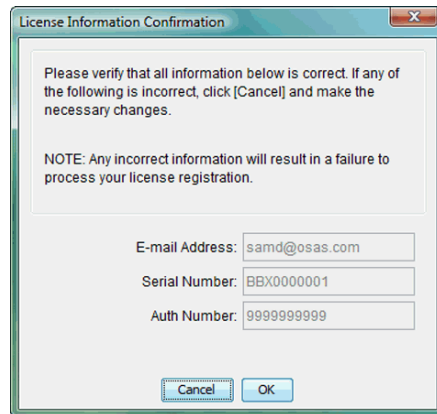 License Information Confirmation
Please verify that all information below is correct. If any of
the following is incorrect, click [Cancel] and make the
necessary changes.
NOTE: Any incorrect information will result in a failure to
process your license registration.
E-mail Address: samd@osas.com
Serial Number: BBX0000001
Auth Number: 9999999999
Cancel OK